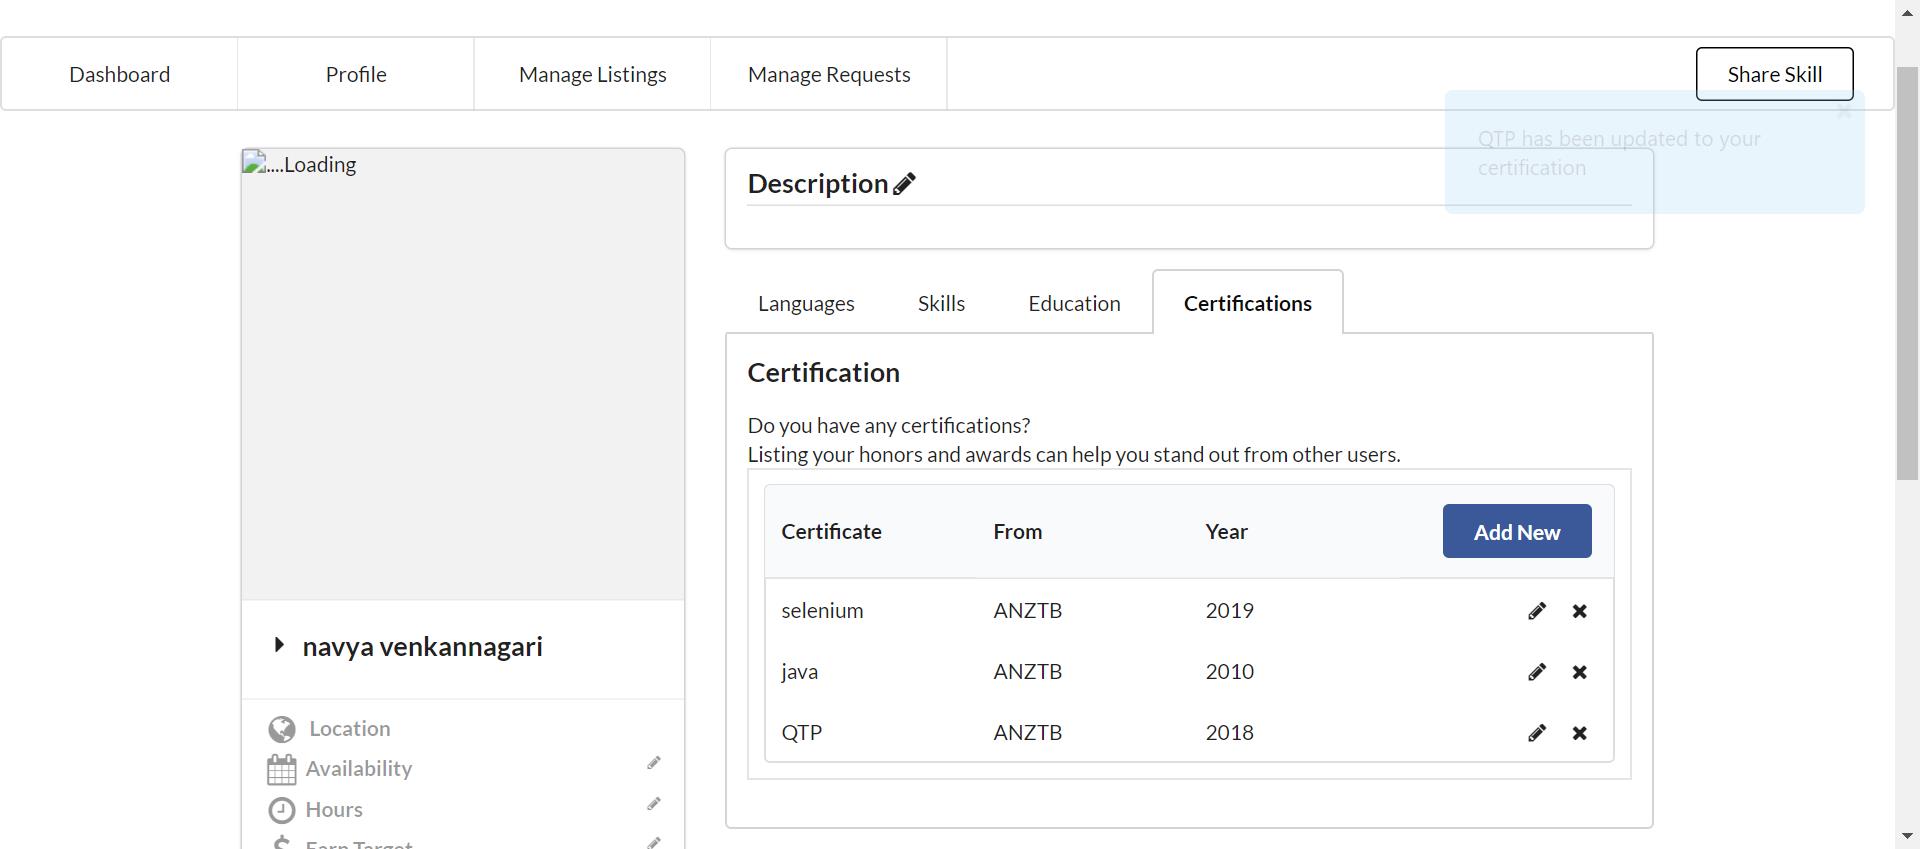 Dashboard
Profile
Manage Listings
Manage Requests
Share Skill
QTP has been updated to your
certification
....Loading
Description
Languages
Skills
Education
Certifications
Certification
Do you have any certifications?
Listing your honors and awards can help you stand out from other users.
Certificate From Year Add New
selenium ANZTB 2019
java ANZTB 2010
QTP ANZTB 2018
navya venkannagari
Location
Availability
Hours
Earn Target